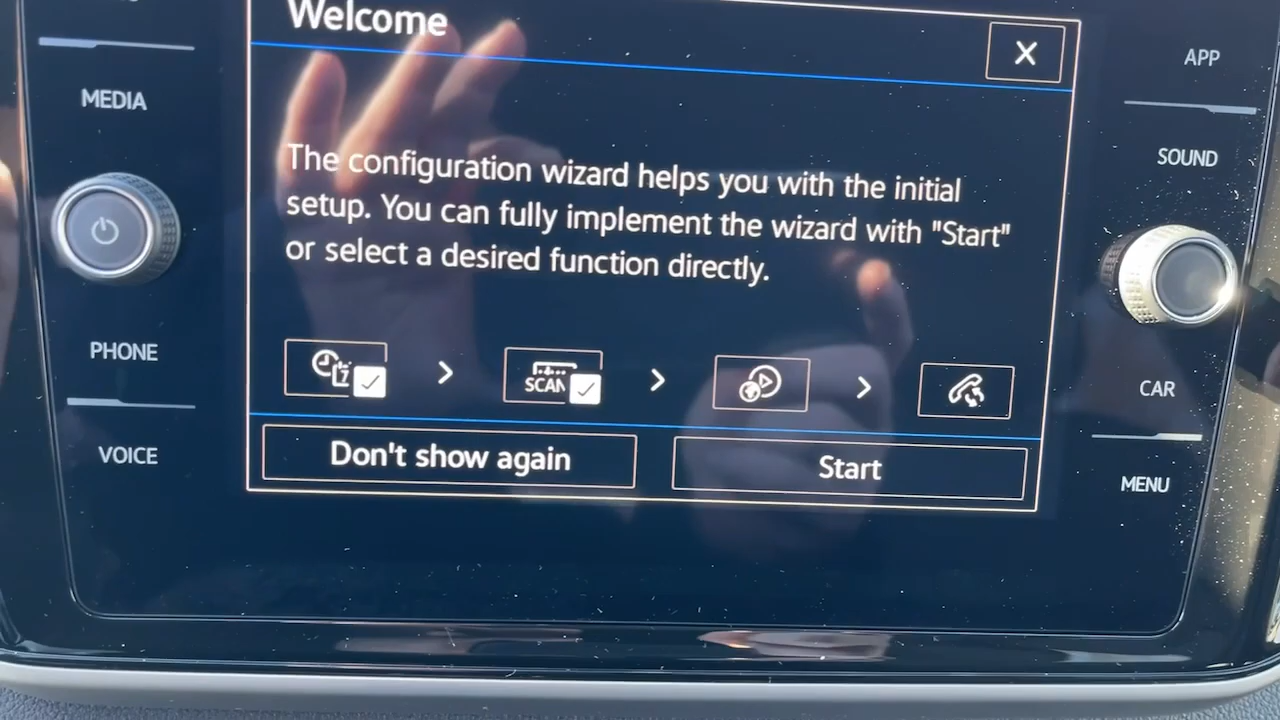 Welcome
APP
MEDIA
SOUND
The configuration wizard helps you with the initial
setup. You can fully implement the wizard with "Start"
or select a desired function directly.
PHONE
SCAN
CAR
VOICE
Don't show again
Start
MENU